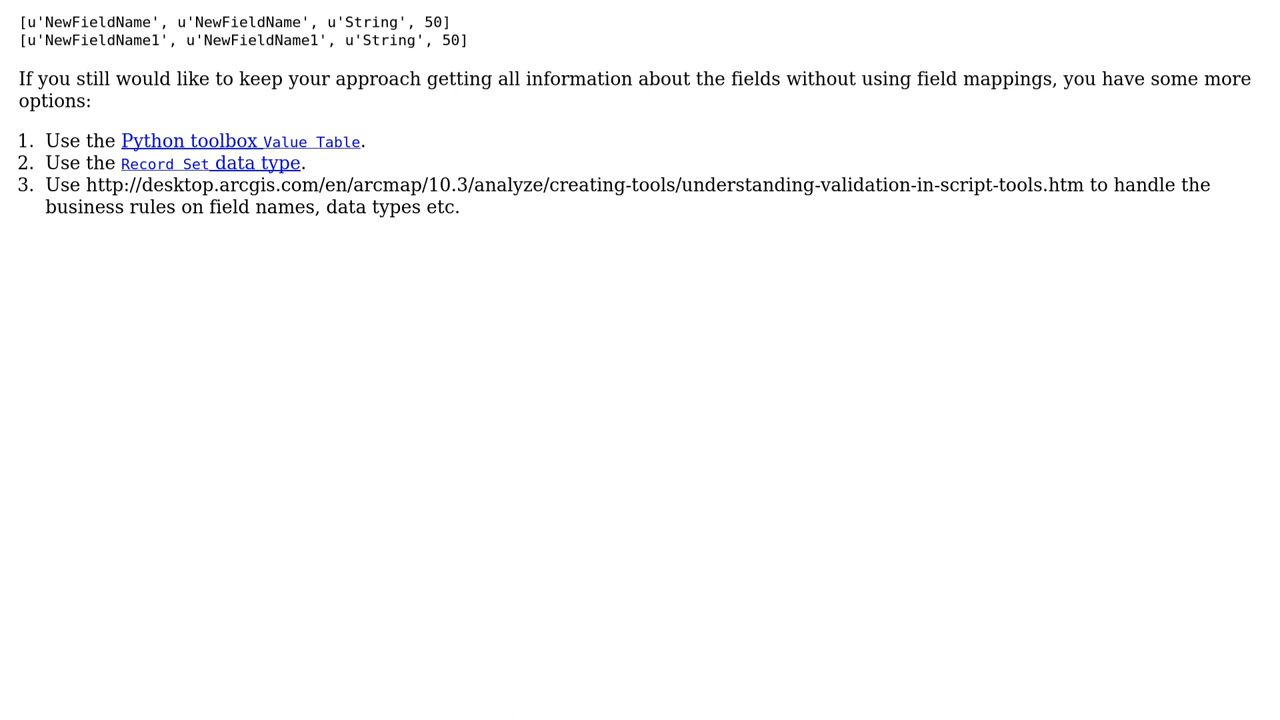 [u'NewFieldName', u'NewFieldName', u'String', 50]
[u'NewFieldName1', u'NewFieldName1', u'String', 50]
If you still would like to keep your approach getting all information about the fields without using field mappings, you have some more
options:
1. Use the Python toolbox Value Table.
2. Use the Record Set data type.
3. Use http://desktop.arcgis.com/en/arcmap/10.3/analyze/creating-tools/understanding-validation-in-script-tools.htm to handle the
business rules on field names, data types etc.